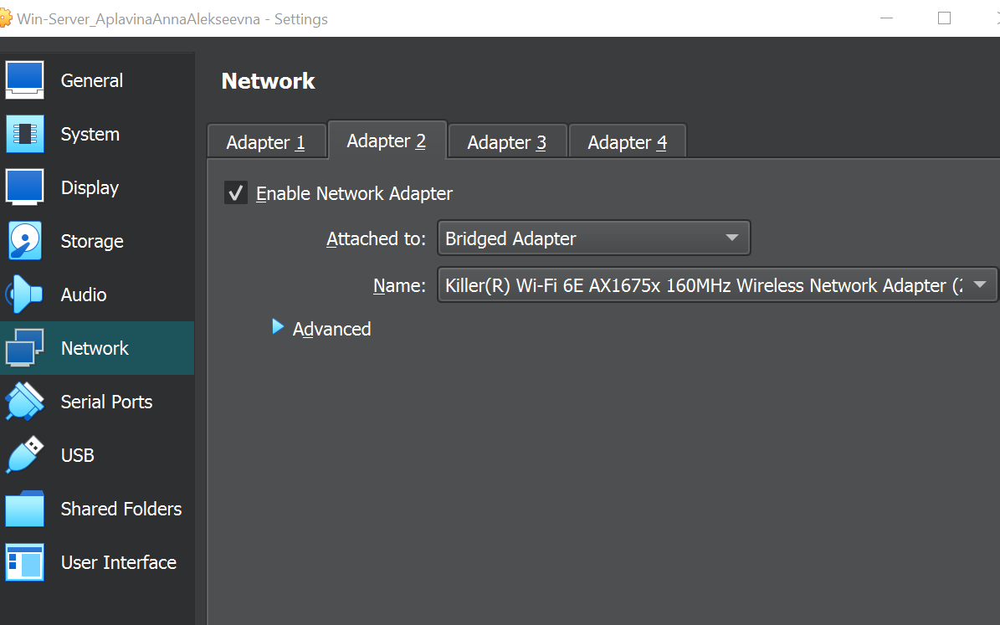 Win-Server_AplavinaAnnaAlekseevna - Settings
General
System
Display
Storage
Audio
Network
Serial Ports
USB
Shared Folders
User Interface
Network
Adapter 1
Adapter 2
Adapter 3
Adapter 4
Enable Network Adapter
Attached to: Bridged Adapter
Name: Killer(R) Wi-Fi 6E AX1675x 160MHz Wireless Network Adapter (
Advanced